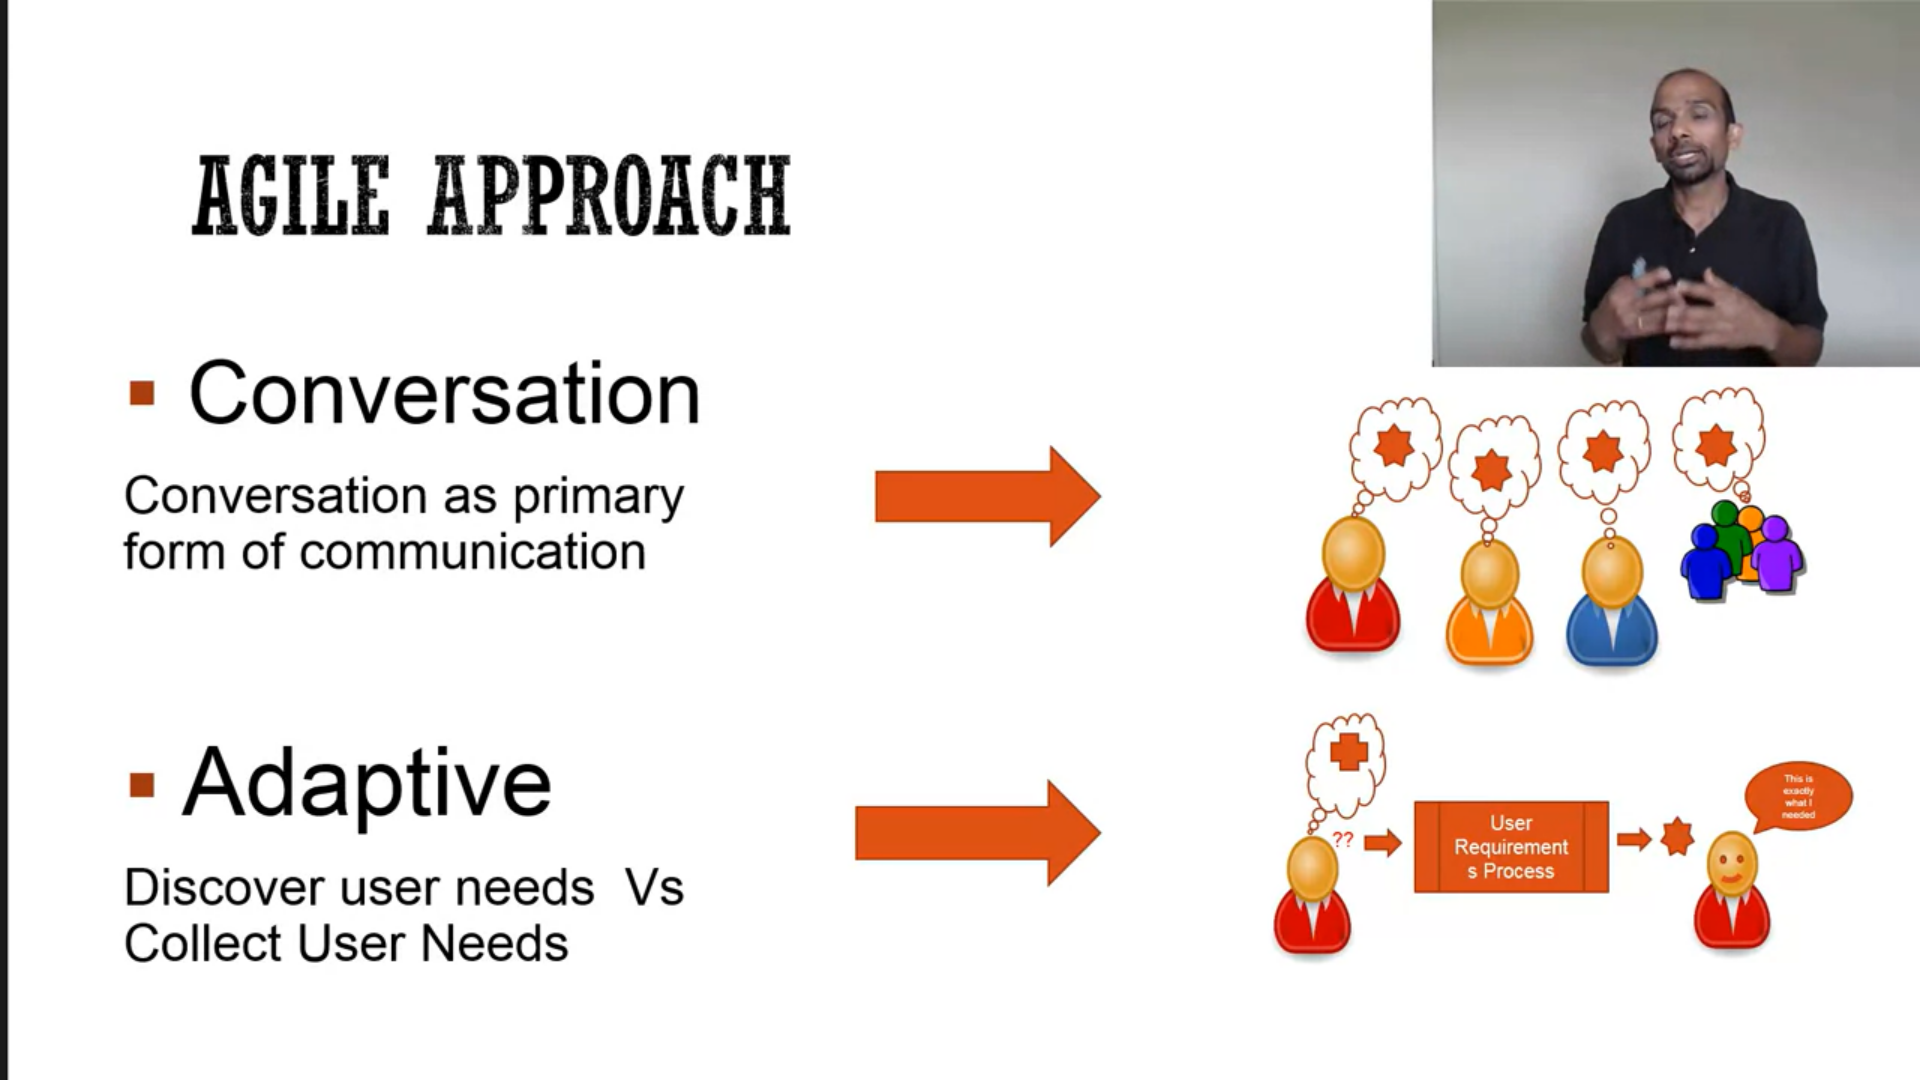 AGILE APPROACH
Conversation
Conversation as primary
form of communication
Adaptive
Discover user needs  Vs
Collect User Needs
??
User
Requirement
s Process
This is
exactly
what I
needed